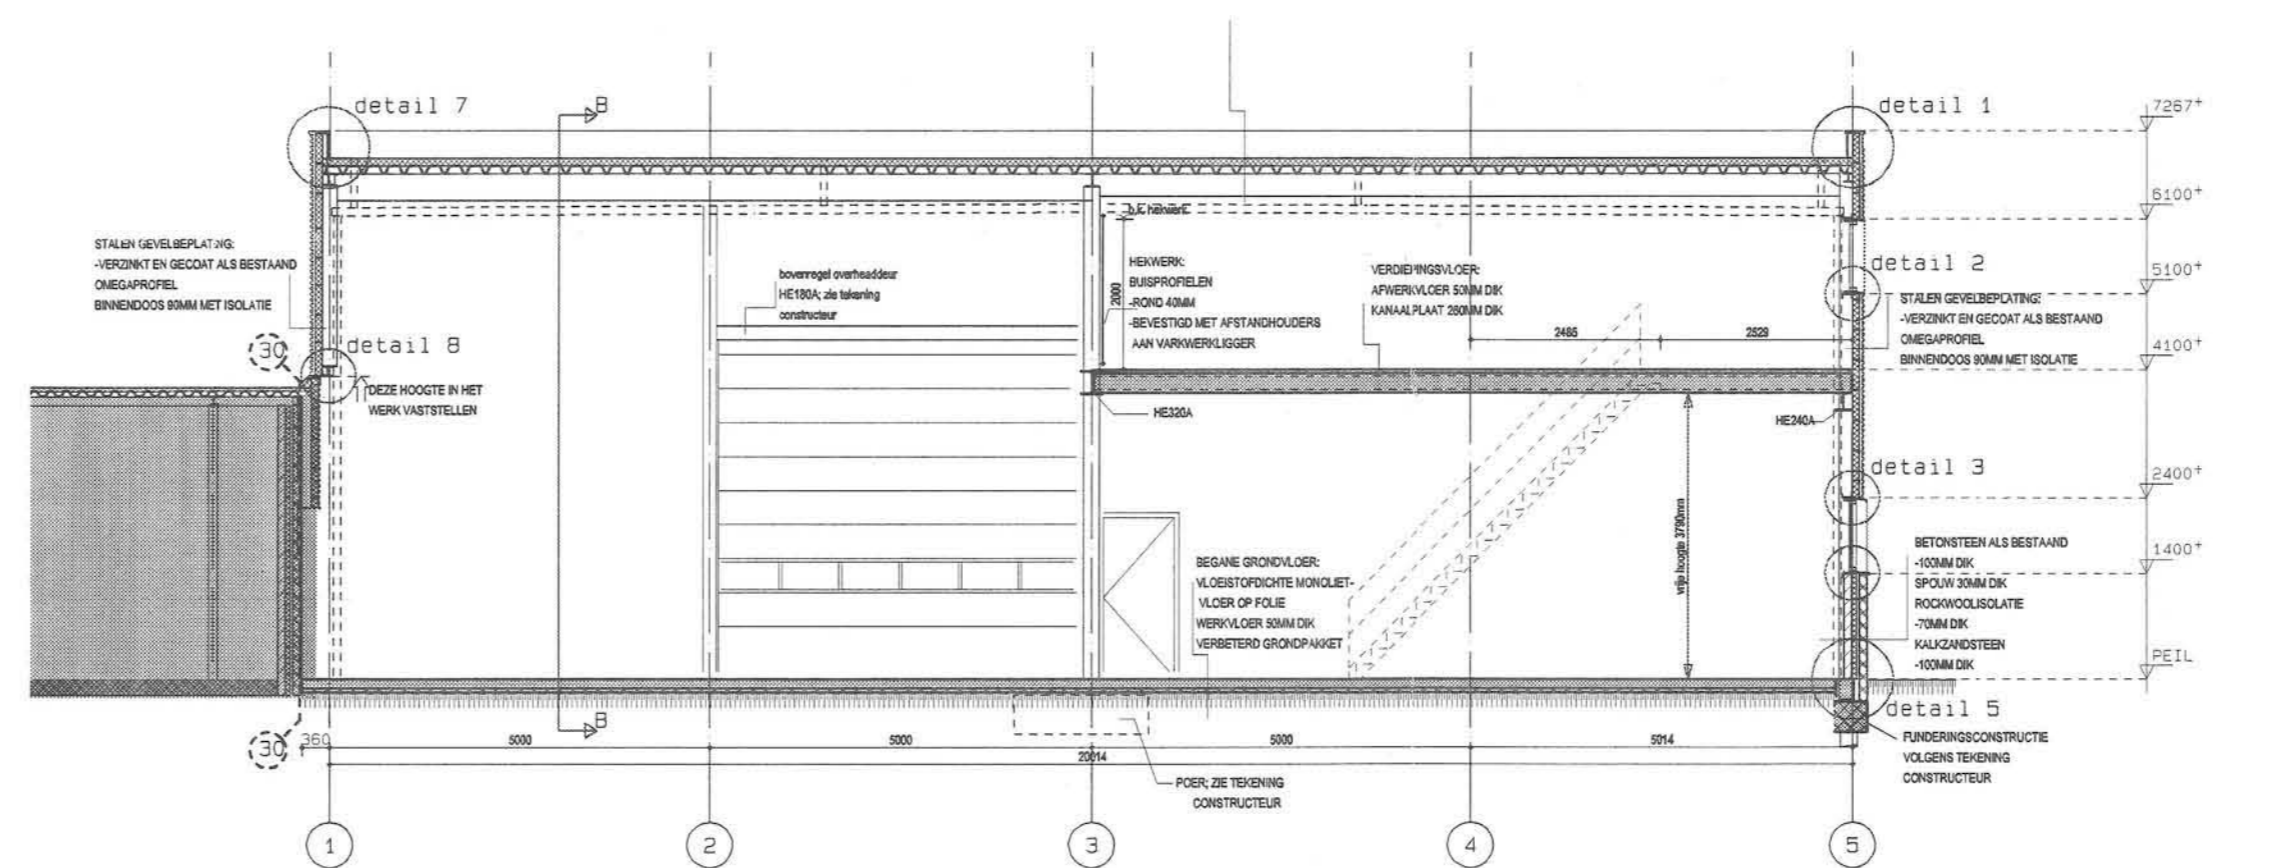 detail 7
B
detail 1
7267+
6100+
b.k. hekwerk
STALEN GEVELBEPLATING:
-VERZINKT EN GECOAT ALS BESTAAND
OMEGAPROFIEL
BINNENDOOS 90MM MET ISOLATIE
bovenregel overheaddeur
HE180A; zie tekening
constructeur
2000
HEKWERK:
BUISPROFIELEN
-ROND 40MM
-BEVESTIGD MET AFSTANDHOUDERS
AAN VARKWERKLIGGER
VERDIEPINGSVLOER:
AFWERKVLOER 50MM DIK
KANAALPLAAT 260MM DIK
detail 2
5100+
STALEN GEVELBEPLATING:
-VERZINKT EN GECOAT ALS BESTAAND
OMEGAPROFIEL
BINNENDOOS 90MM MET ISOLATIE
2485
2529
30
detail 8
4100+
DEZE HOOGTE IN HET
WERK VASTSTELLEN
HE320A
HE240A
detail 3
2400+
vrije hoogte 3790mm
BEGANE GRONDVLOER:
VLOEISTOFDICHTE MONOLIET-
VLOER OP FOLIE
WERKVLOER 50MM DIK
VERBETERD GRONDPAKKET
BETONSTEEN ALS BESTAAND
-100MM DIK
SPOUW 30MM DIK
ROCKWOOLISOLATIE
-70MM DIK
KALKZANDSTEEN
-100MM DIK
1400+
PEIL
detail 5
B
30
360
5000
5000
5000
5014
20014
FUNDERINGSCONSTRUCTIE
VOLGENS TEKENING
CONSTRUCTEUR
POER; ZIE TEKENING
CONSTRUCTEUR
1
2
3
4
5